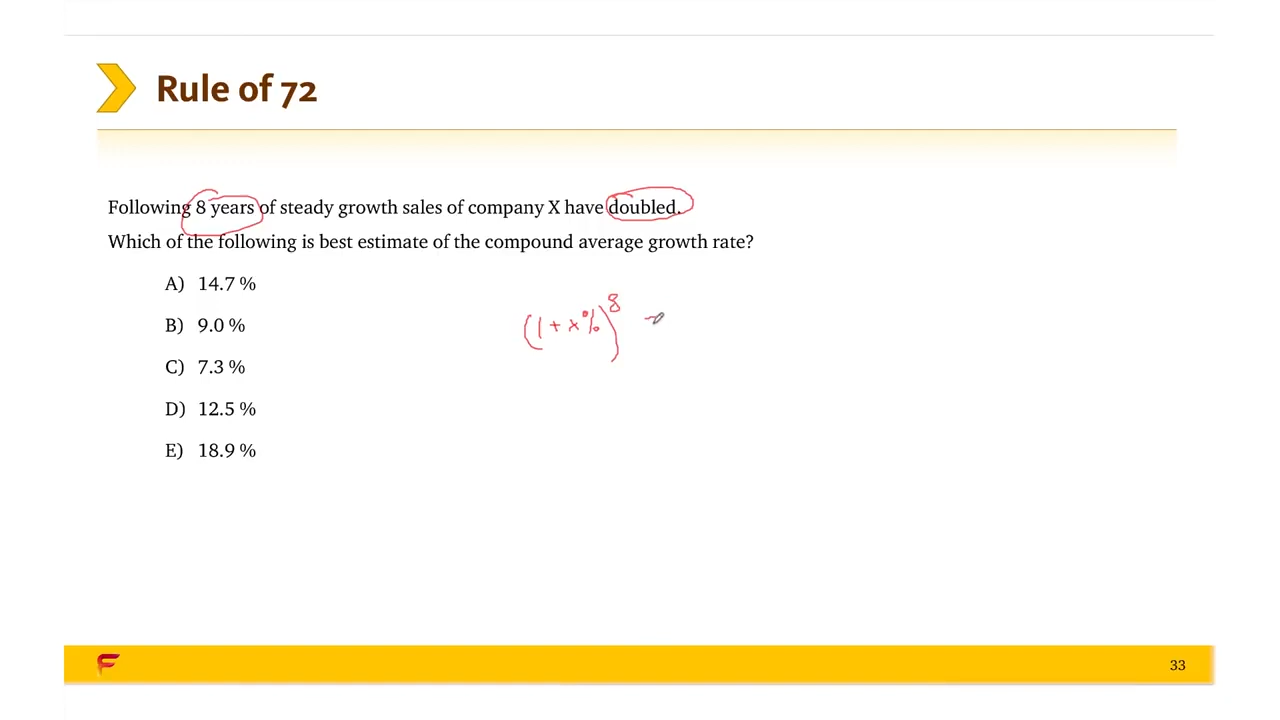 Rule of 72
Following 8 years of steady growth sales of company X have doubled.
Which of the following is best estimate of the compound average growth rate?
A) 14.7 %
B) 9.0 %
C) 7.3 %
D) 12.5 %
E) 18.9 %
(1 + x%)^8
33